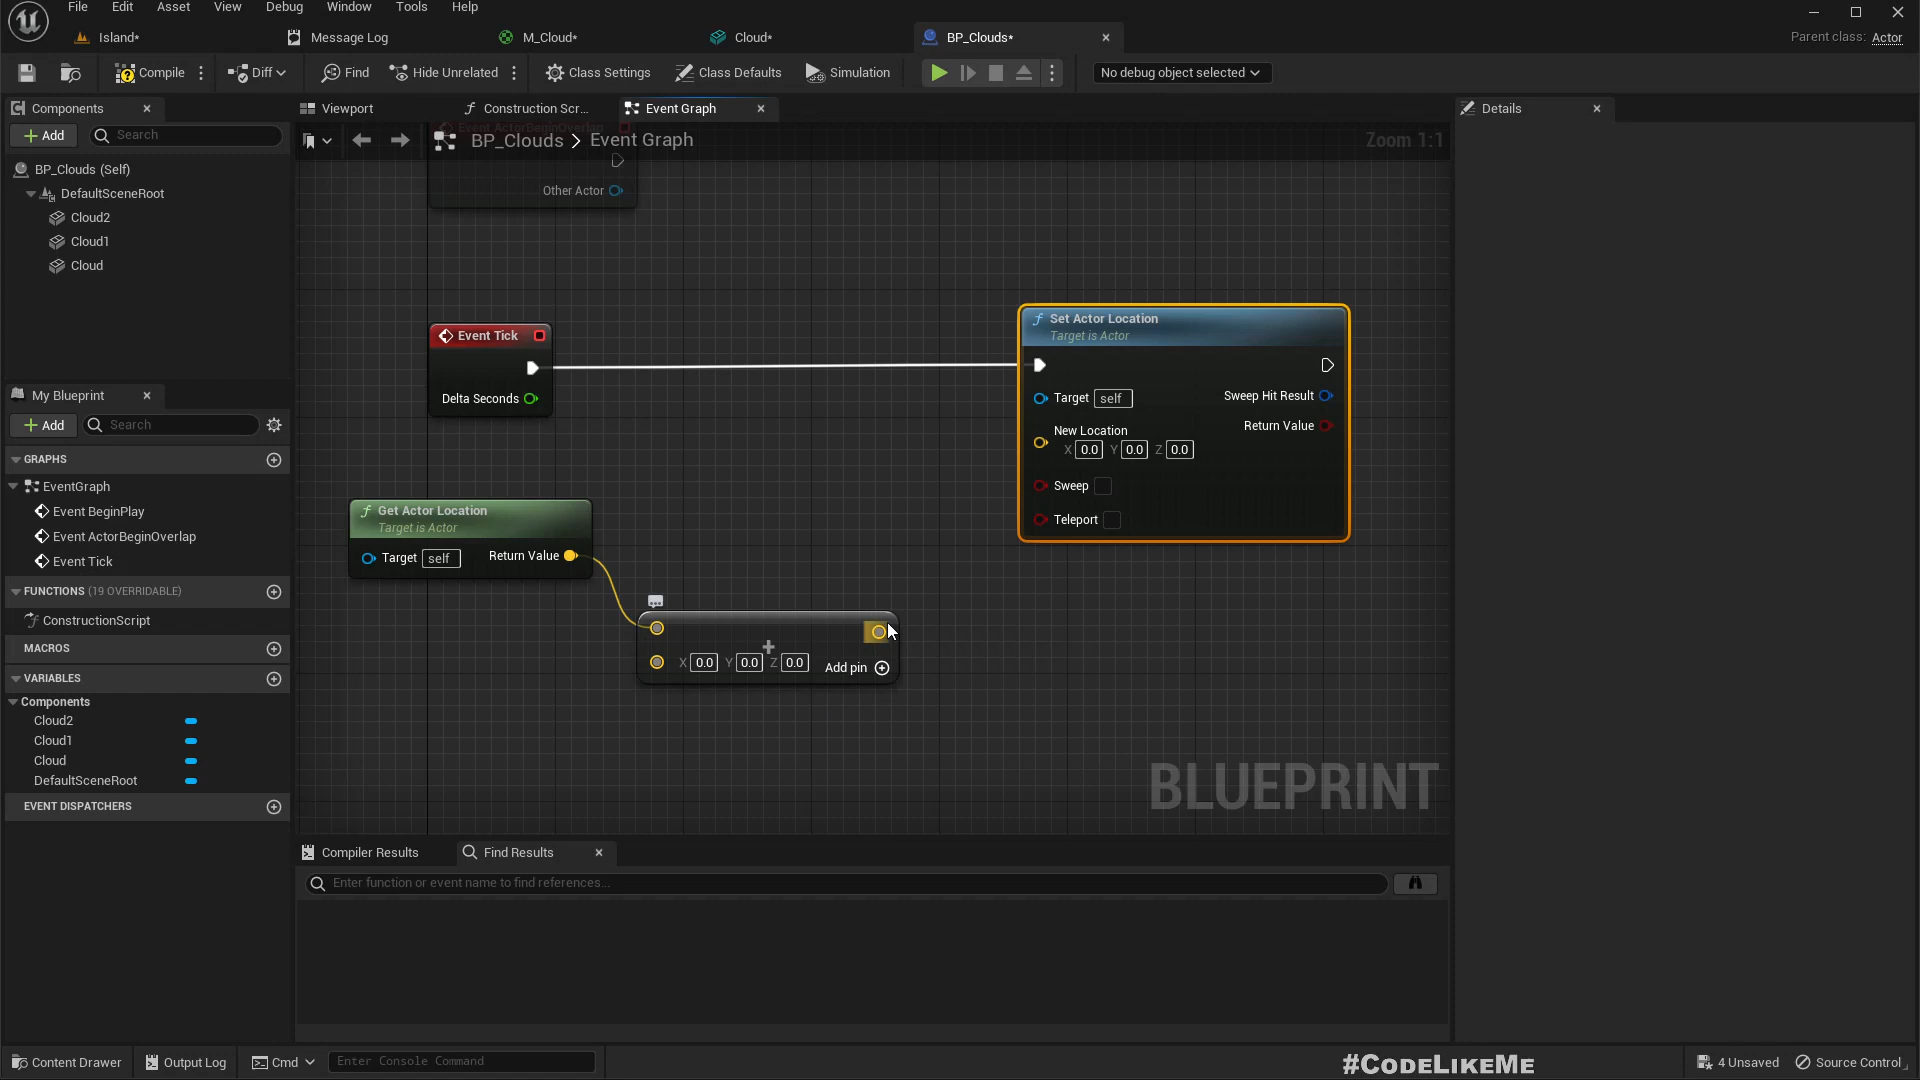 File Edit Asset View Debug Window Tools Help
Island* Message Log M_Cloud* Cloud* BP_Clouds* Parent class: Actor
Compile Diff Find Hide Unrelated Class Settings Class Defaults Simulation No debug object selected
Components Viewport Construction Scr... Event Graph Details
Add Search
BP_Clouds > Event Graph Zoom 1:1
BP_Clouds (Self)
DefaultSceneRoot
Cloud2
Cloud1
Cloud
Event ActorBeginOverlap
Other Actor
Event Tick
Delta Seconds
Set Actor Location
Target is Actor
Target self Sweep Hit Result
New Location Return Value
X 0.0 Y 0.0 Z 0.0
Sweep
Teleport
Get Actor Location
Target is Actor
Target self Return Value
X 0.0 Y 0.0 Z 0.0 Add pin
BLUEPRINT
My Blueprint
Add Search
GRAPHS
EventGraph
Event BeginPlay
Event ActorBeginOverlap
Event Tick
FUNCTIONS (19 OVERRIDABLE)
ConstructionScript
MACROS
VARIABLES
Components
Cloud2
Cloud1
Cloud
DefaultSceneRoot
EVENT DISPATCHERS
Compiler Results Find Results
Enter function or event name to find references...
Content Drawer Output Log Cmd Enter Console Command #CODELIKEME 4 Unsaved Source Control